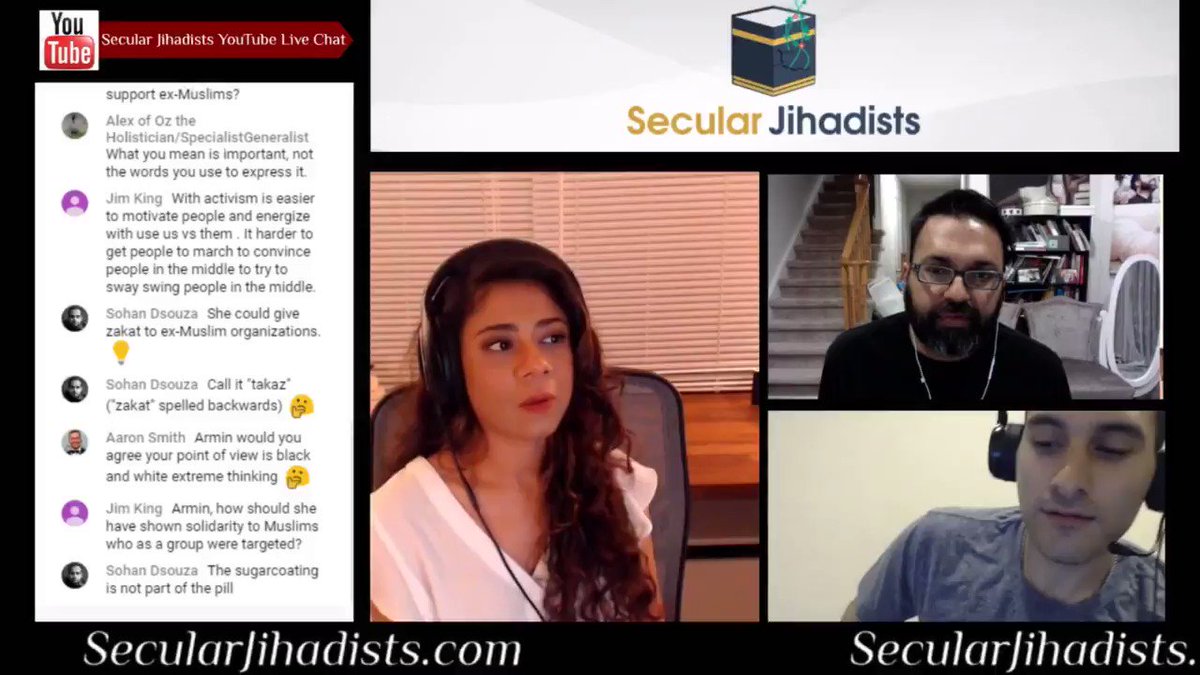 You
Tube
Secular Jihadists YouTube Live Chat
support ex-Muslims?
Alex of Oz the
Holistician/SpecialistGeneralist
What you mean is important, not
the words you use to express it.
Jim King With activism is easier
to motivate people and energize
with use us vs them . It harder to
get people to march to convince
people in the middle to try to
sway swing people in the middle.
Sohan Dsouza She could give
zakat to ex-Muslim organizations.
Sohan Dsouza Call it "takaz"
("zakat" spelled backwards)
Aaron Smith Armin would you
agree your point of view is black
and white extreme thinking
Jim King Armin, how should she
have shown solidarity to Muslims
who as a group were targeted?
Sohan Dsouza The sugarcoating
is not part of the pill
Secular Jihadists
SecularJihadists.com
SecularJihadists.